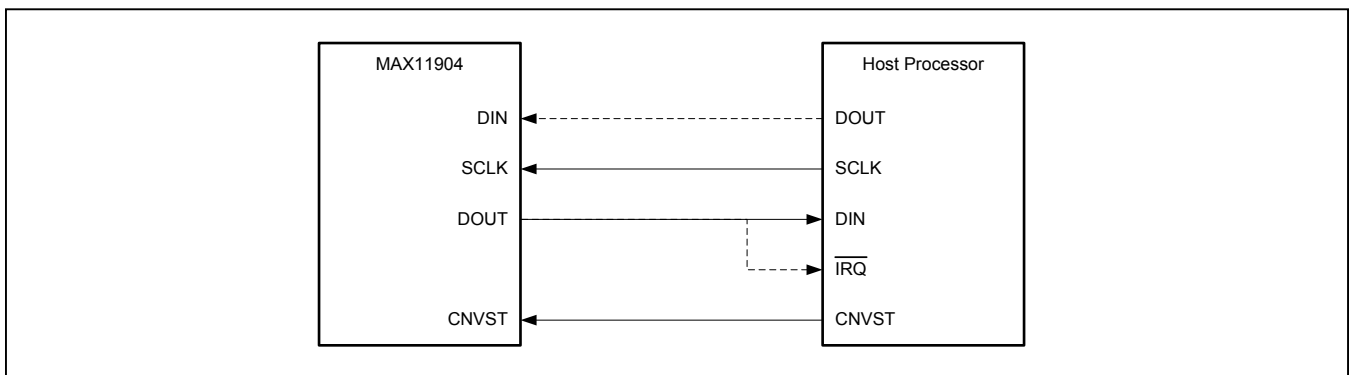 MAX11904
Host Processor
DIN
DOUT
SCLK
SCLK
DOUT
DIN
IRQ
CNVST
CNVST